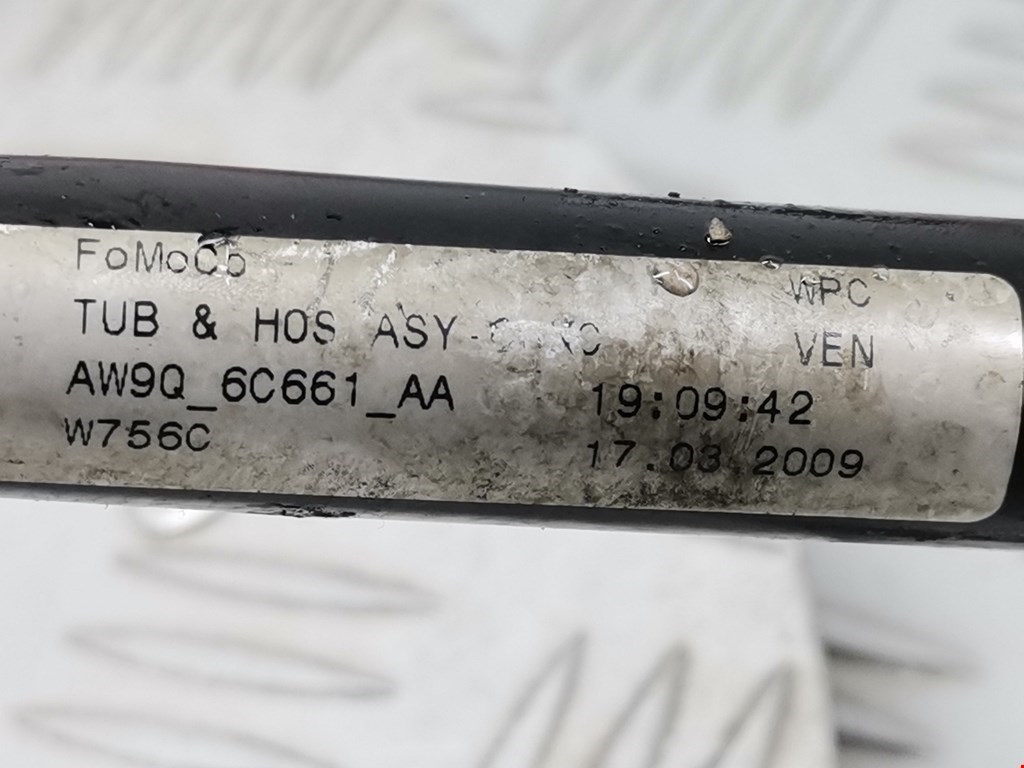 FoMoCo
WPC
TUB & HOS ASY
VEN
AW9Q_6C661_AA
19:09:42
W756C
17.03 2009